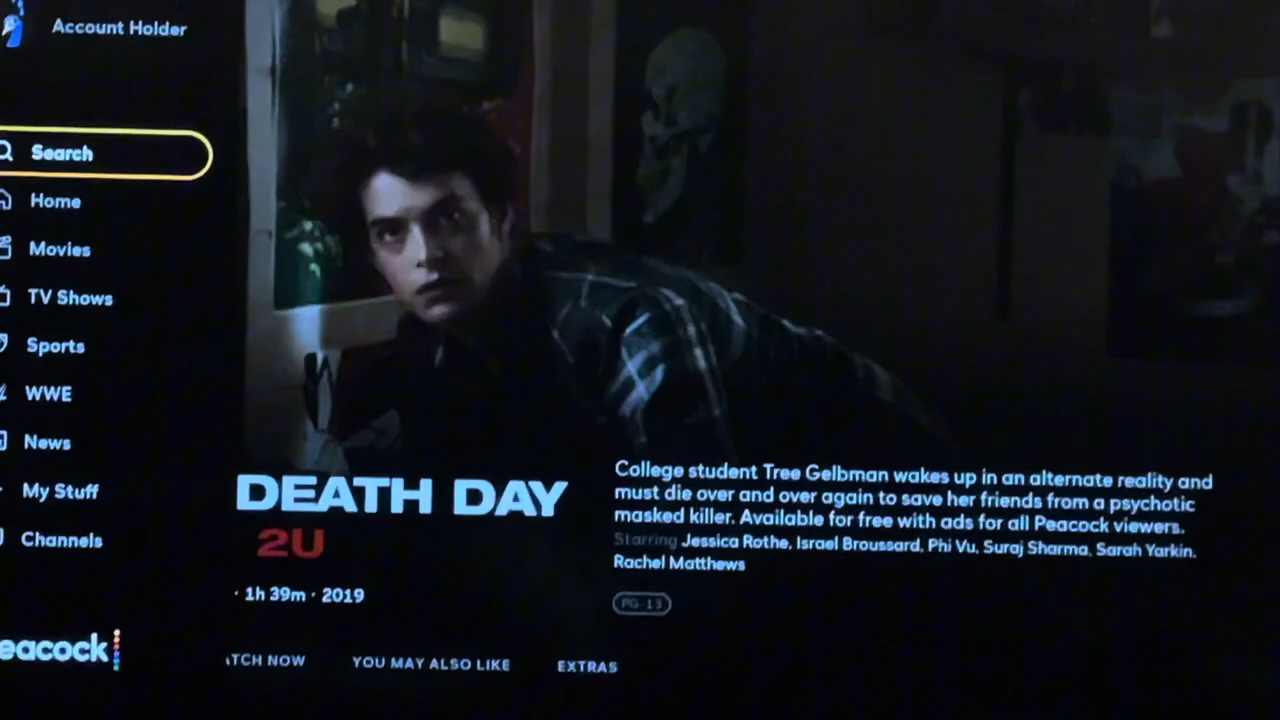 Account Holder
Search
Home
Movies
TV Shows
Sports
WWE
News
My Stuff
Channels
eacock
DEATH DAY
2U
· 1h 39m · 2019
College student Tree Gelbman wakes up in an alternate reality and
must die over and over again to save her friends from a psychotic
masked killer. Available for free with ads for all Peacock viewers.
Starring Jessica Rothe, Israel Broussard, Phi Vu, Suraj Sharma, Sarah Yarkin,
Rachel Matthews
PG-13
TCH NOW
YOU MAY ALSO LIKE
EXTRAS